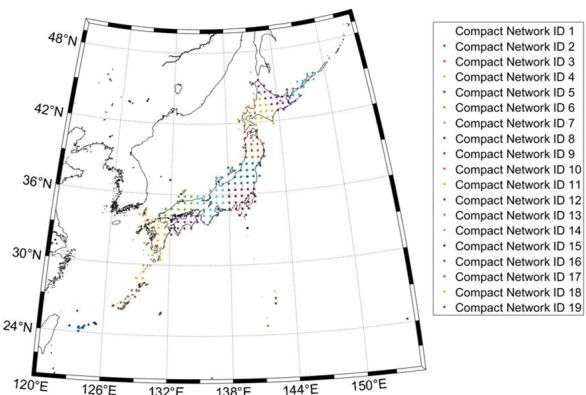 48°N
42°N
36°N
30°N
24°N
120°E
126°E
132°E
138°E
144°E
150°E
Compact Network ID 1
Compact Network ID 2
Compact Network ID 3
Compact Network ID 4
Compact Network ID 5
Compact Network ID 6
Compact Network ID 7
Compact Network ID 8
Compact Network ID 9
Compact Network ID 10
Compact Network ID 11
Compact Network ID 12
Compact Network ID 13
Compact Network ID 14
Compact Network ID 15
Compact Network ID 16
Compact Network ID 17
Compact Network ID 18
Compact Network ID 19